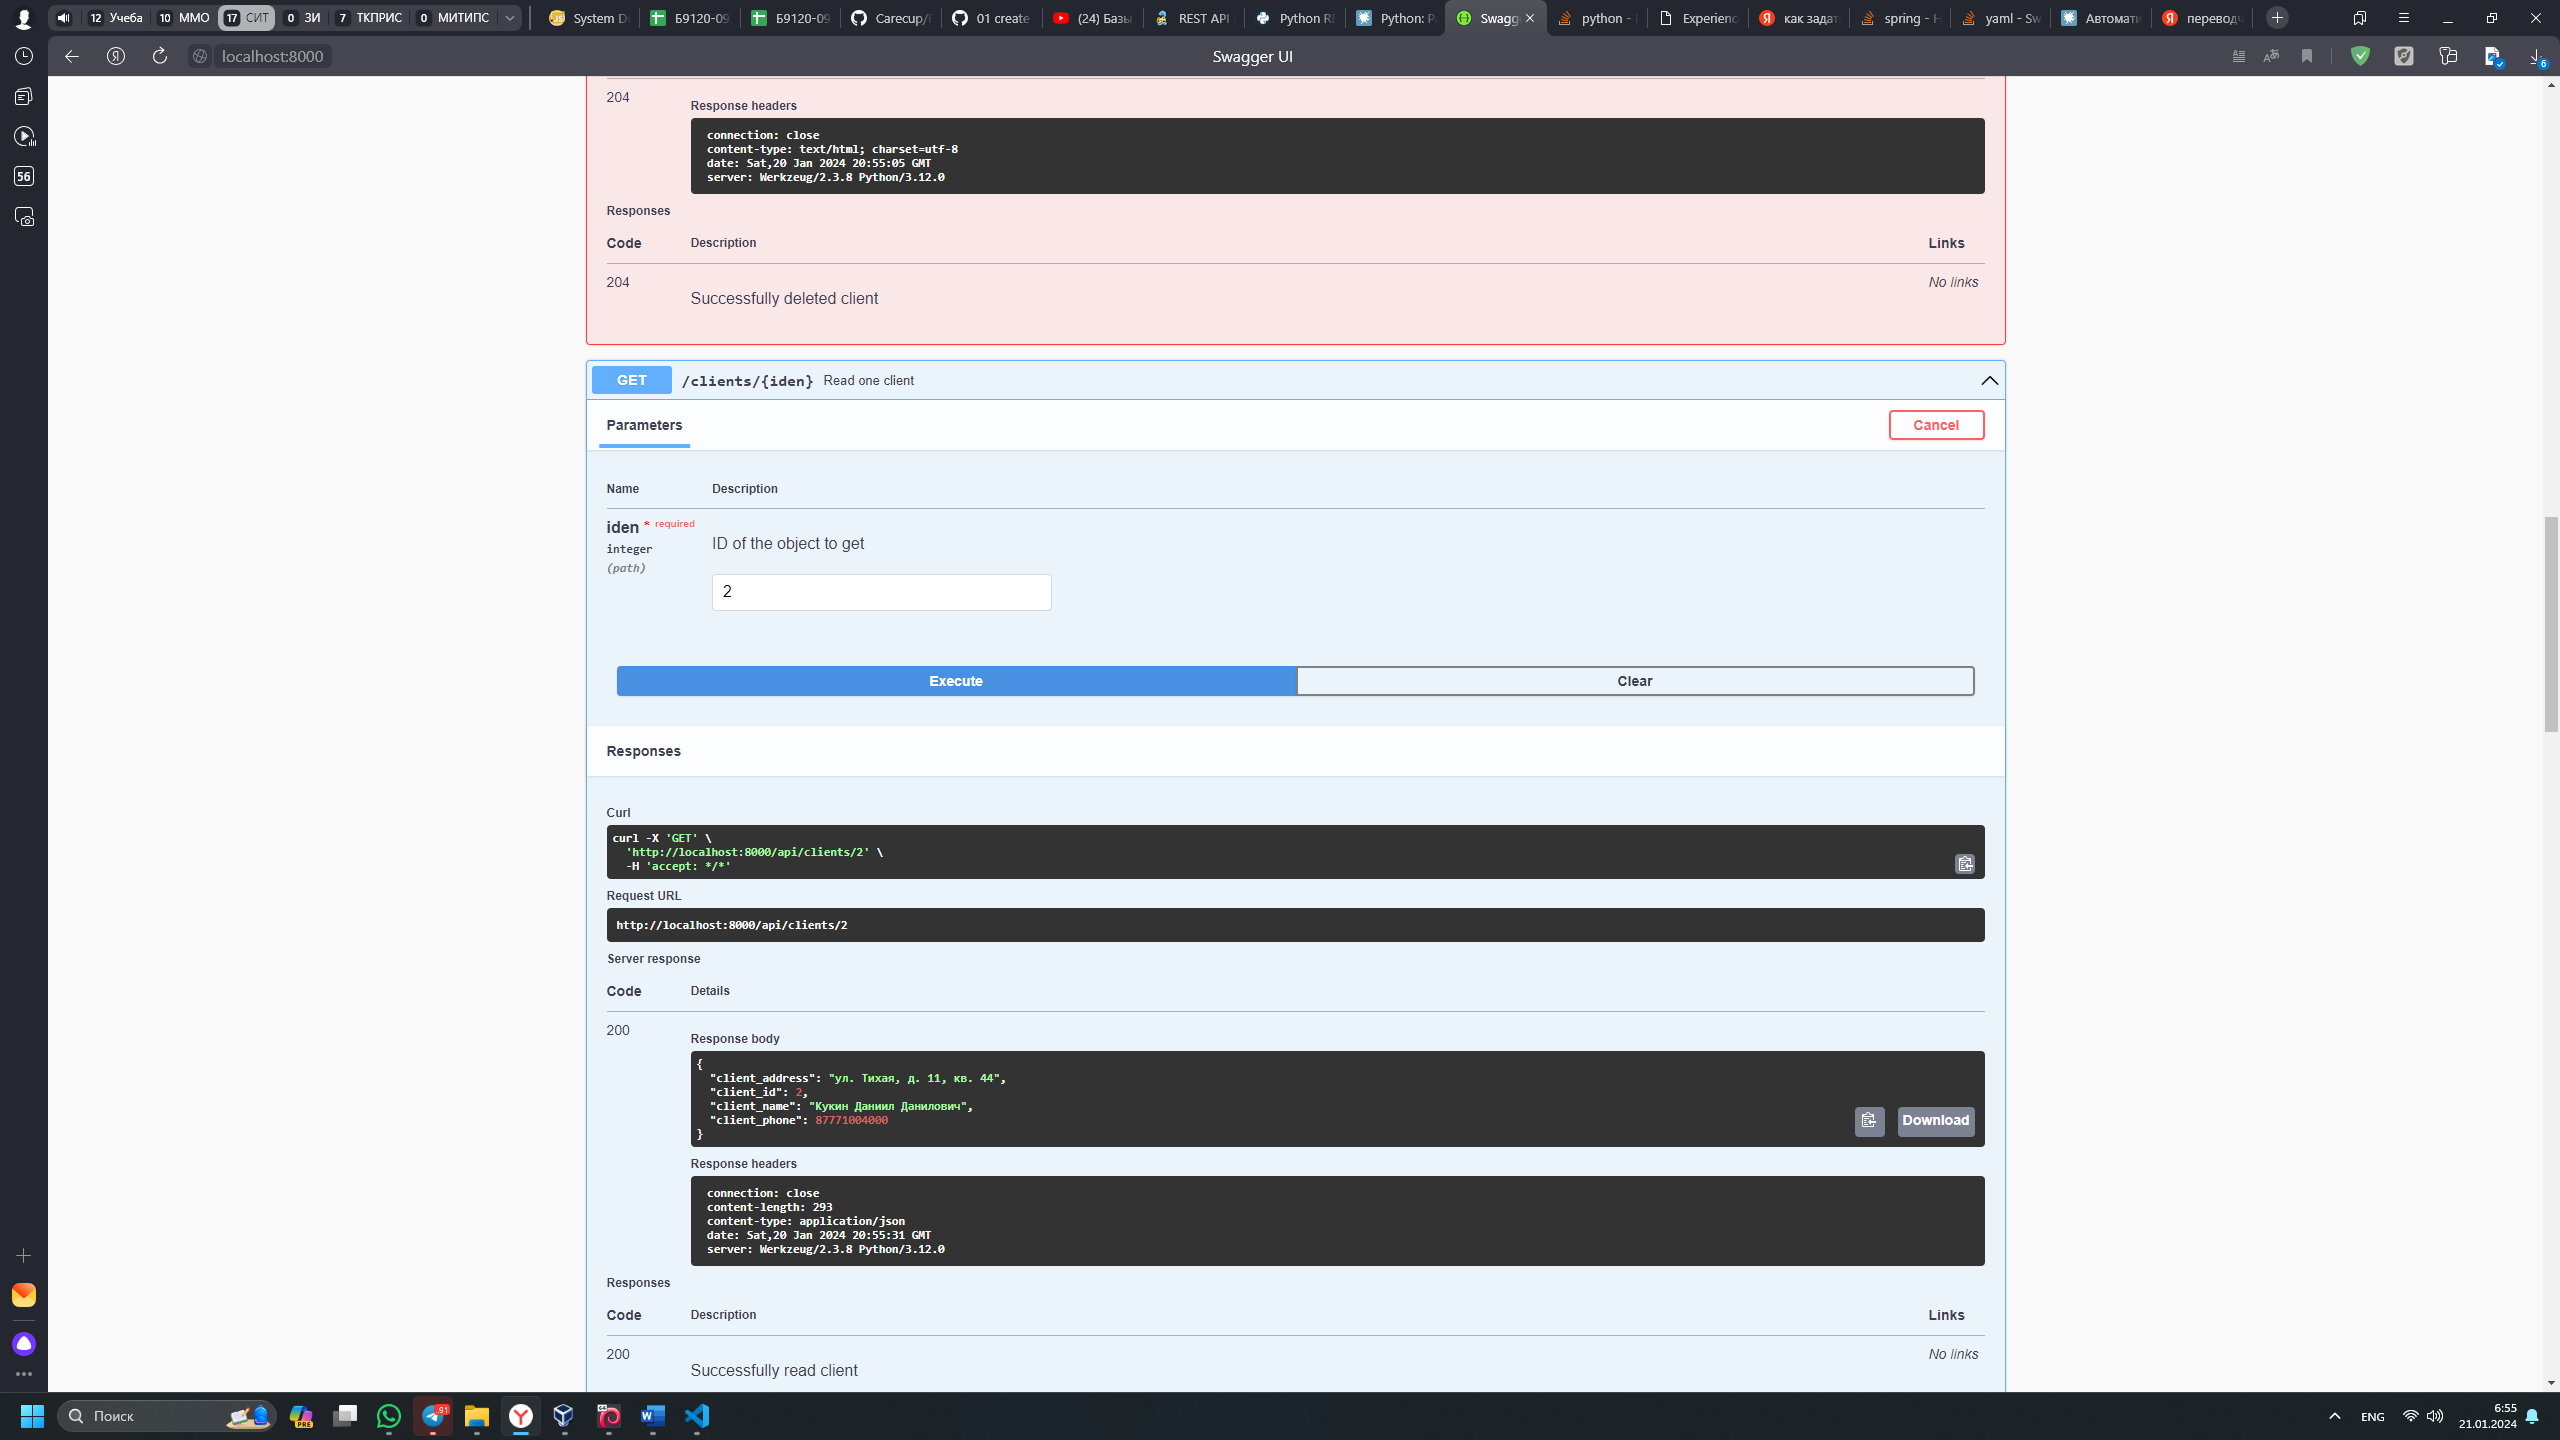 12 Учеба 10 ММО 17 СИТ 0 ЗИ 7 ТКПРИС 0 МИТИПС
System D
Б9120-09
Б9120-09
Carecup/
01 create
(24) Базы
REST API
Python RE
Python: P
Swagge
python -
Experienc
как задат
spring - H
yaml - Sw
Автомати
переводч
localhost:8000
Swagger UI
6
56
204
Response headers
connection: close
content-type: text/html; charset=utf-8
date: Sat,20 Jan 2024 20:55:05 GMT
server: Werkzeug/2.3.8 Python/3.12.0
Responses
Code Description Links
204 Successfully deleted client No links
GET /clients/{iden} Read one client
Parameters Cancel
Name Description
iden * required
integer
(path)
ID of the object to get
2
Execute Clear
Responses
Curl
curl -X 'GET' \
'http://localhost:8000/api/clients/2' \
-H 'accept: */*'
Request URL
http://localhost:8000/api/clients/2
Server response
Code Details
200
Response body
{
"client_address": "ул. Тихая, д. 11, кв. 44",
"client_id": 2,
"client_name": "Кукин Даниил Данилович",
"client_phone": 87771004000
}
Download
Response headers
connection: close
content-length: 293
content-type: application/json
date: Sat,20 Jan 2024 20:55:31 GMT
server: Werkzeug/2.3.8 Python/3.12.0
Responses
Code Description Links
200 Successfully read client No links
Поиск
PRE
91
ENG
6:55
21.01.2024